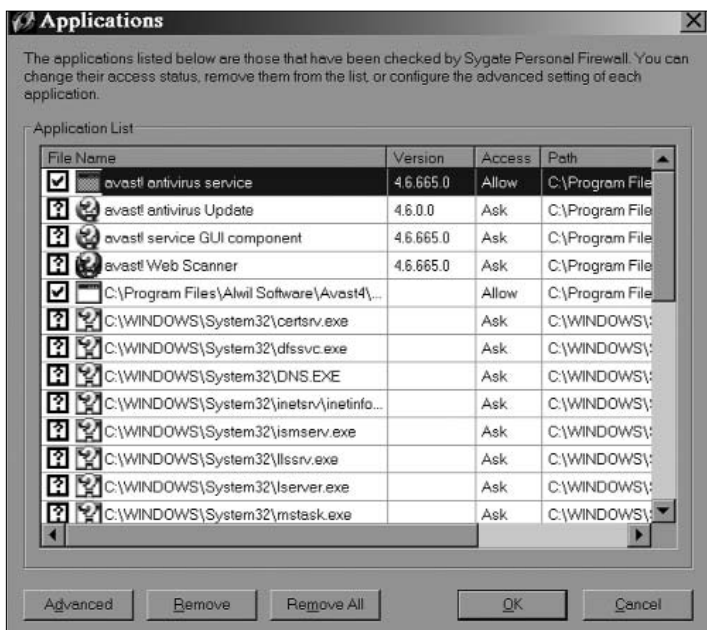 Applications
The applications listed below are those that have been checked by Sygate Personal Firewall. You can
change their access status, remove them from the list, or configure the advanced setting of each
application.
Application List
File Name Version Access Path
avast! antivirus service 4.6.665.0 Allow C:\Program File
avast! antivirus Update 4.6.0.0 Ask C:\Program File
avast! service GUI component 4.6.665.0 Ask C:\Program File
avast! Web Scanner 4.6.665.0 Ask C:\Program File
C:\Program Files\Alwil Software\Avast4\... Allow C:\Program File
C:\WINDOWS\System32\certsrv.exe Ask C:\WINDOWS\
C:\WINDOWS\System32\dfssvc.exe Ask C:\WINDOWS\
C:\WINDOWS\System32\DNS.EXE Ask C:\WINDOWS\
C:\WINDOWS\System32\inetsrv\inetinfo... Ask C:\WINDOWS\
C:\WINDOWS\System32\ismserv.exe Ask C:\WINDOWS\
C:\WINDOWS\System32\llssrv.exe Ask C:\WINDOWS\
C:\WINDOWS\System32\lserver.exe Ask C:\WINDOWS\
C:\WINDOWS\System32\mstask.exe Ask C:\WINDOWS\
Advanced Remove Remove All OK Cancel